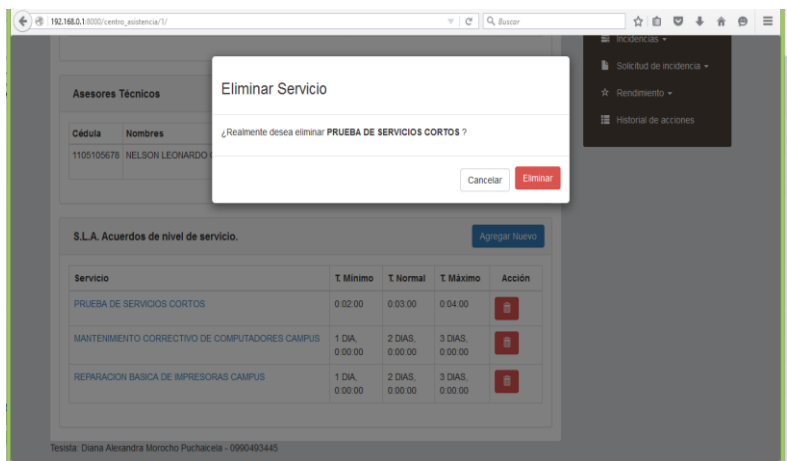 192.168.0.1:8000/centro_asistencia/1/
Buscar
Incidencias
Solicitud de incidencia
Rendimiento
Historial de acciones
Eliminar Servicio
¿Realmente desea eliminar PRUEBA DE SERVICIOS CORTOS ?
Cancelar Eliminar
Asesores Técnicos
Cédula Nombres
1105105678 NELSON LEONARDO
S.L.A. Acuerdos de nivel de servicio.
Agregar Nuevo
Servicio T. Mínimo T. Normal T. Máximo Acción
PRUEBA DE SERVICIOS CORTOS 0:02:00 0:03:00 0:04:00
MANTENIMIENTO CORRECTIVO DE COMPUTADORES CAMPUS 1 DIA, 2 DIAS, 3 DIAS,
0:00:00 0:00:00 0:00:00
REPARACION BASICA DE IMPRESORAS CAMPUS 1 DIA, 2 DIAS, 3 DIAS,
0:00:00 0:00:00 0:00:00
Tesista: Diana Alexandra Morocho Puchaicela - 0990493445